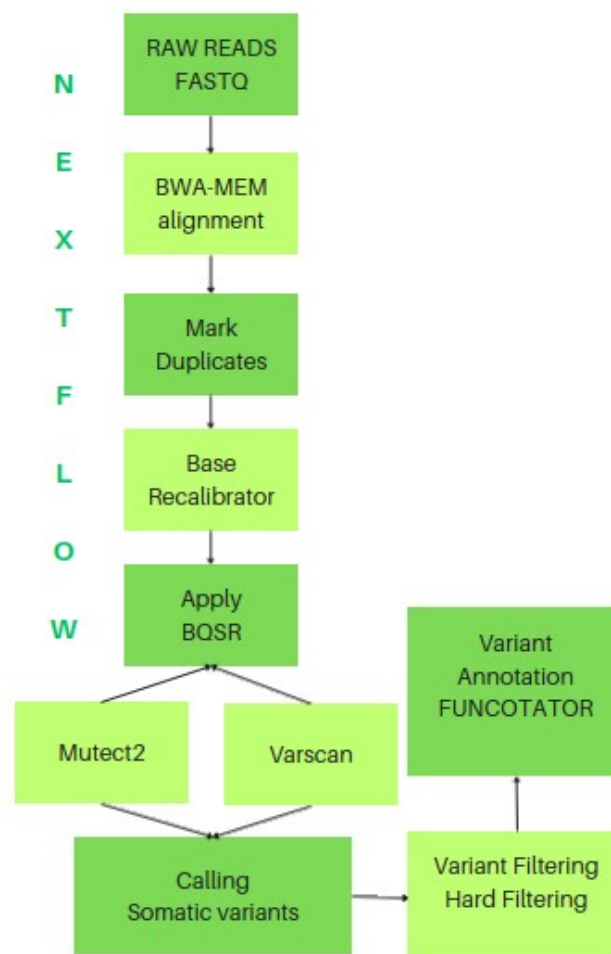 N
E
X
T
F
L
O
W
RAW READS
FASTQ
BWA-MEM
alignment
Mark
Duplicates
Base
Recalibrator
Apply
BQSR
Mutect2
Varscan
Calling
Somatic variants
Variant Filtering
Hard Filtering
Variant
Annotation
FUNCOTATOR